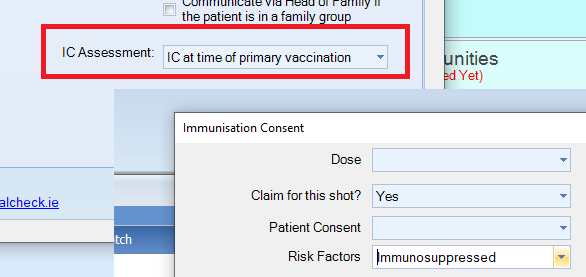 Communicate via Head of Family if
the patient is in a family group
IC Assessment: IC at time of primary vaccination
unities
ed Yet)
Immunisation Consent
Dose
Claim for this shot? Yes
alcheck.ie
Patient Consent
tch
Risk Factors Immunosuppressed